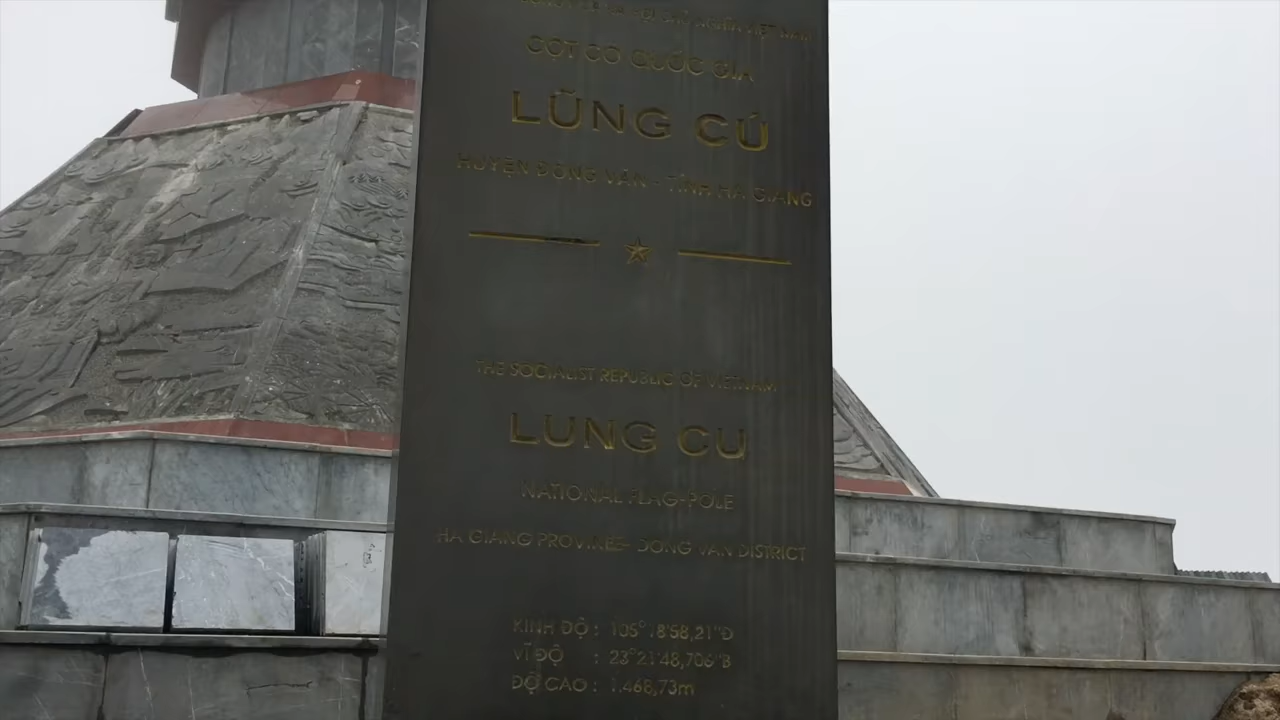 VIỆT NAM
CỘT CỜ QUỐC GIA
LŨNG CÚ
HUYỆN ĐỒNG VĂN - TỈNH HÀ GIANG
THE SOCIALIST REPUBLIC OF VIETNAM
LUNG CU
NATIONAL FLAG-POLE
HA GIANG PROVINCE - DONG VAN DISTRICT
KINH ĐỘ : 105°18'58,21"Đ
VĨ ĐỘ : 23°21'48,706"B
ĐỘ CAO : 1.468,73m